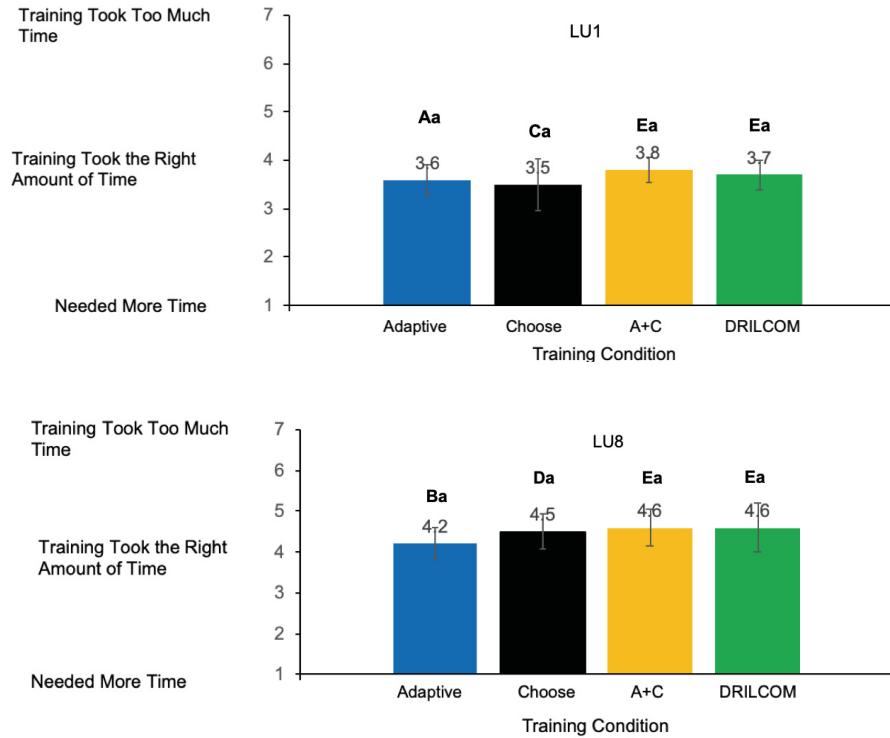 Training Took Too Much
Time
Training Took the Right
Amount of Time
Needed More Time
7
6
5
4
3
2
1
LU1
Aa
Ca
Ea
Ea
3.6
3.5
3.8
3.7
Adaptive
Choose
A+C
DRILCOM
Training Condition
Training Took Too Much
Time
Training Took the Right
Amount of Time
Needed More Time
7
6
5
4
3
2
1
LU8
Ba
Da
Ea
Ea
4.2
4.5
4.6
4.6
Adaptive
Choose
A+C
DRILCOM
Training Condition